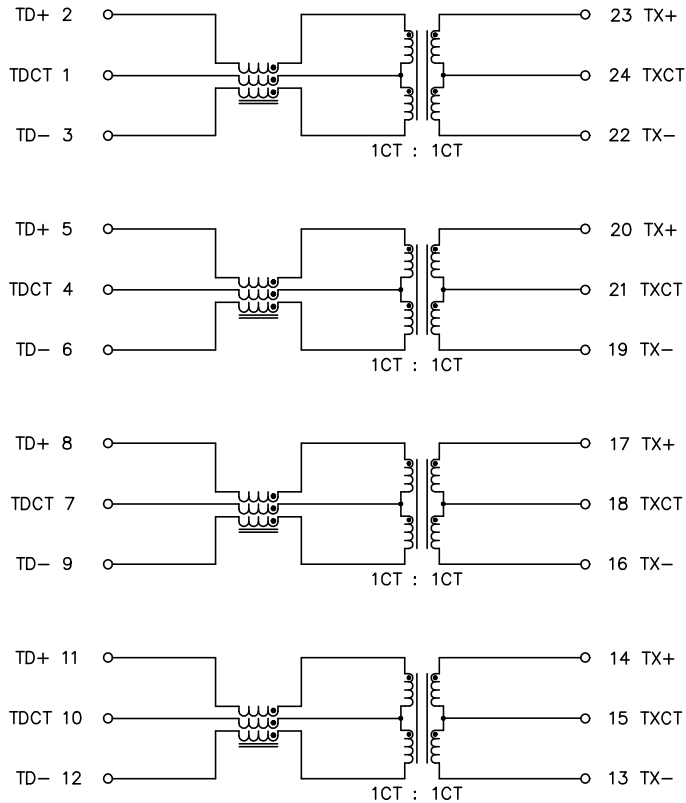 TD+ 2 23 TX+
TDCT 1 24 TXCT
TD− 3 22 TX−
1CT : 1CT
TD+ 5 20 TX+
TDCT 4 21 TXCT
TD− 6 19 TX−
1CT : 1CT
TD+ 8 17 TX+
TDCT 7 18 TXCT
TD− 9 16 TX−
1CT : 1CT
TD+ 11 14 TX+
TDCT 10 15 TXCT
TD− 12 13 TX−
1CT : 1CT